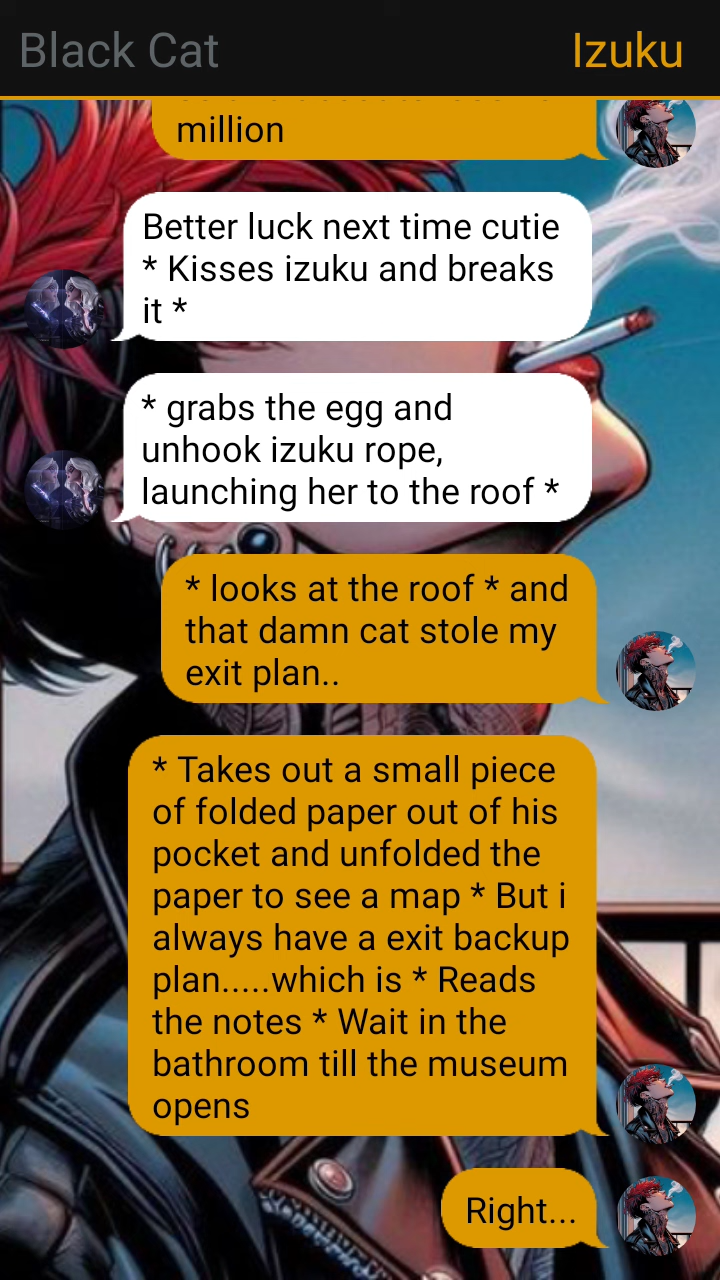 Black Cat
Izuku
million
Better luck next time cutie
* Kisses izuku and breaks
it *
* grabs the egg and
unhook izuku rope,
launching her to the roof *
* looks at the roof * and
that damn cat stole my
exit plan..
* Takes out a small piece
of folded paper out of his
pocket and unfolded the
paper to see a map * But i
always have a exit backup
plan.....which is * Reads
the notes * Wait in the
bathroom till the museum
opens
Right...